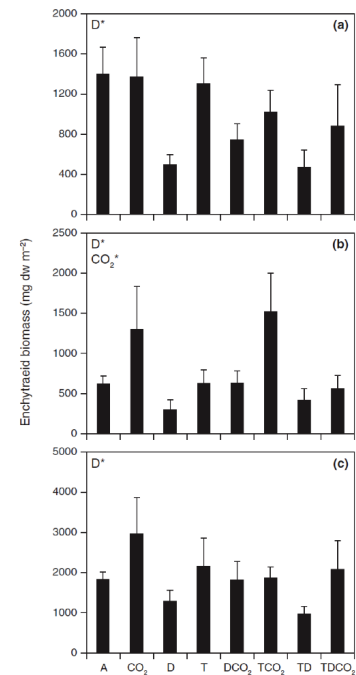 D*
(a)
2000
1600
1200
800
400
0
D*
CO₂*
(b)
2500
2000
1500
1000
500
0
D*
(c)
5000
4000
3000
2000
1000
0
Enchytraeid biomass (mg dw m⁻²)
A CO₂ D T DCO₂ TCO₂ TD TDCO₂